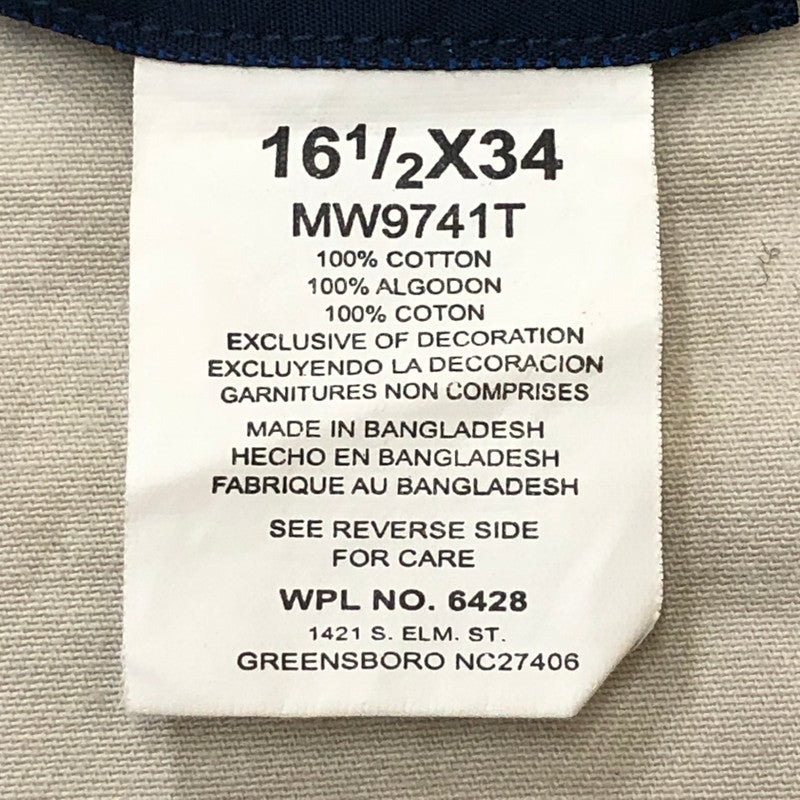 16 1/2X34
MW9741T
100% COTTON
100% ALGODON
100% COTON
EXCLUSIVE OF DECORATION
EXCLUYENDO LA DECORACION
GARNITURES NON COMPRISES
MADE IN BANGLADESH
HECHO EN BANGLADESH
FABRIQUE AU BANGLADESH
SEE REVERSE SIDE
FOR CARE
WPL NO. 6428
1421 S. ELM. ST.
GREENSBORO NC27406